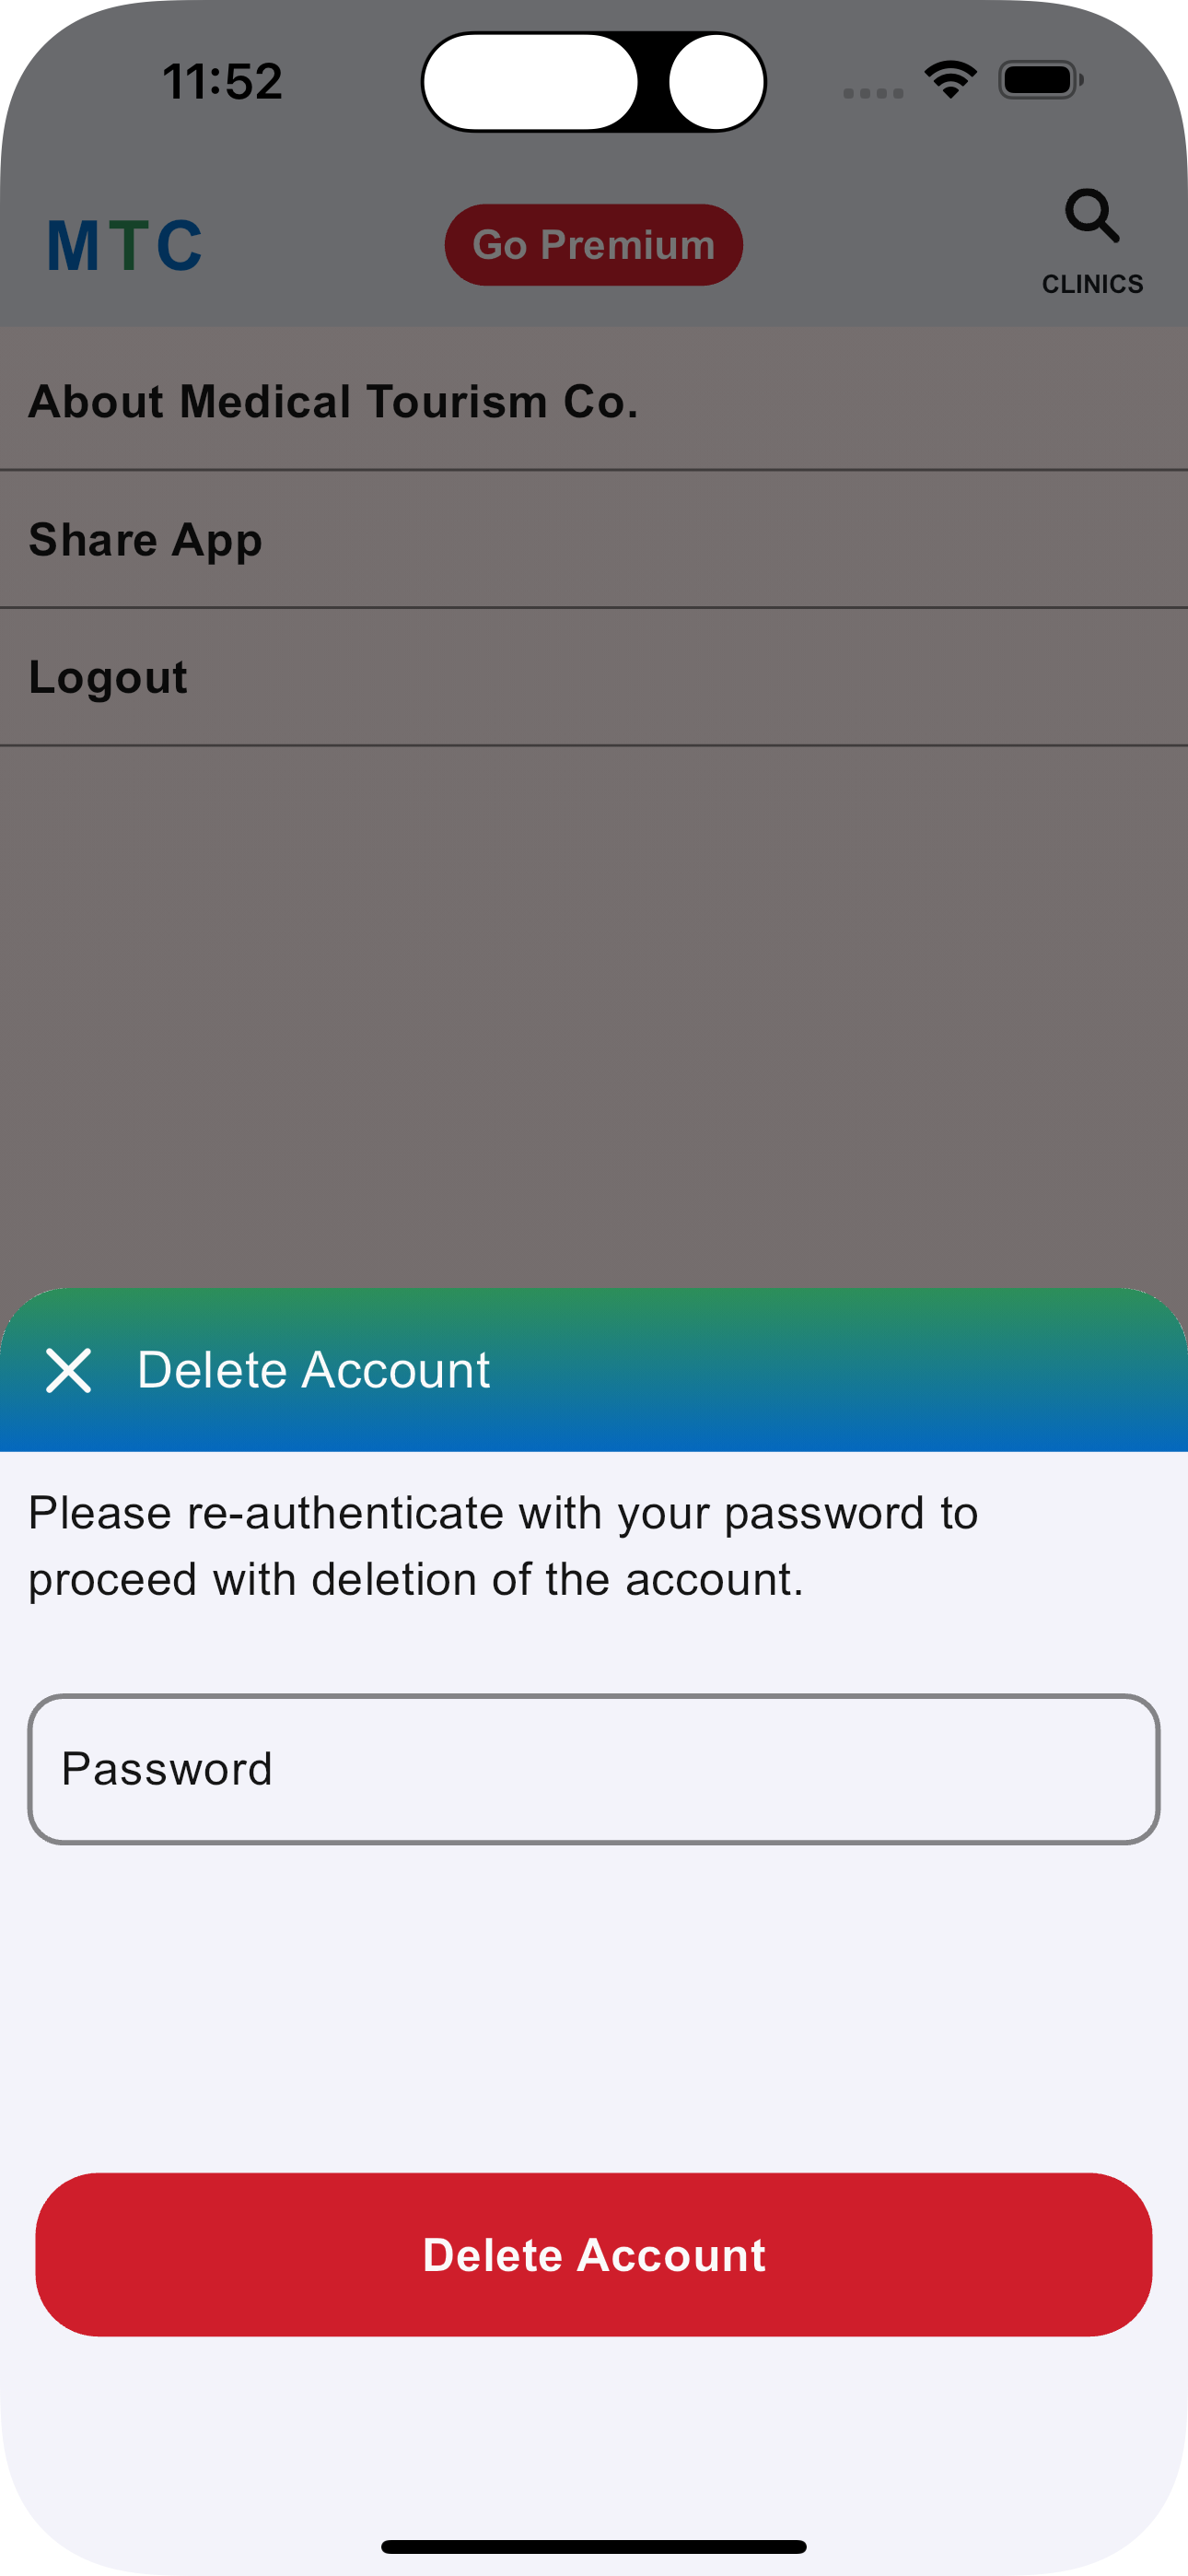 11:52
MTC
Go Premium
CLINICS
About Medical Tourism Co.
Share App
Logout
Delete Account
Please re-authenticate with your password to
proceed with deletion of the account.
Password
Delete Account